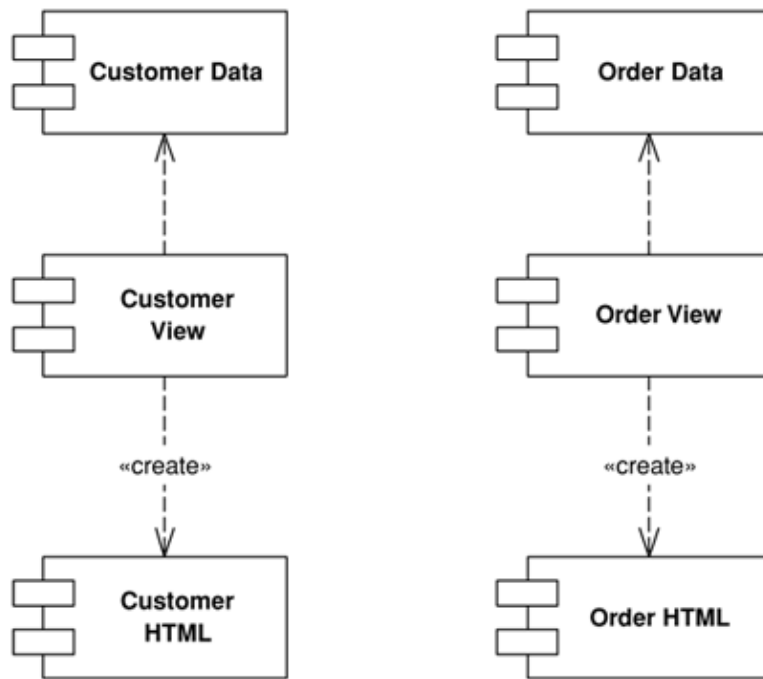 Customer Data
Order Data
Customer
View
Order View
«create»
«create»
Customer
HTML
Order HTML